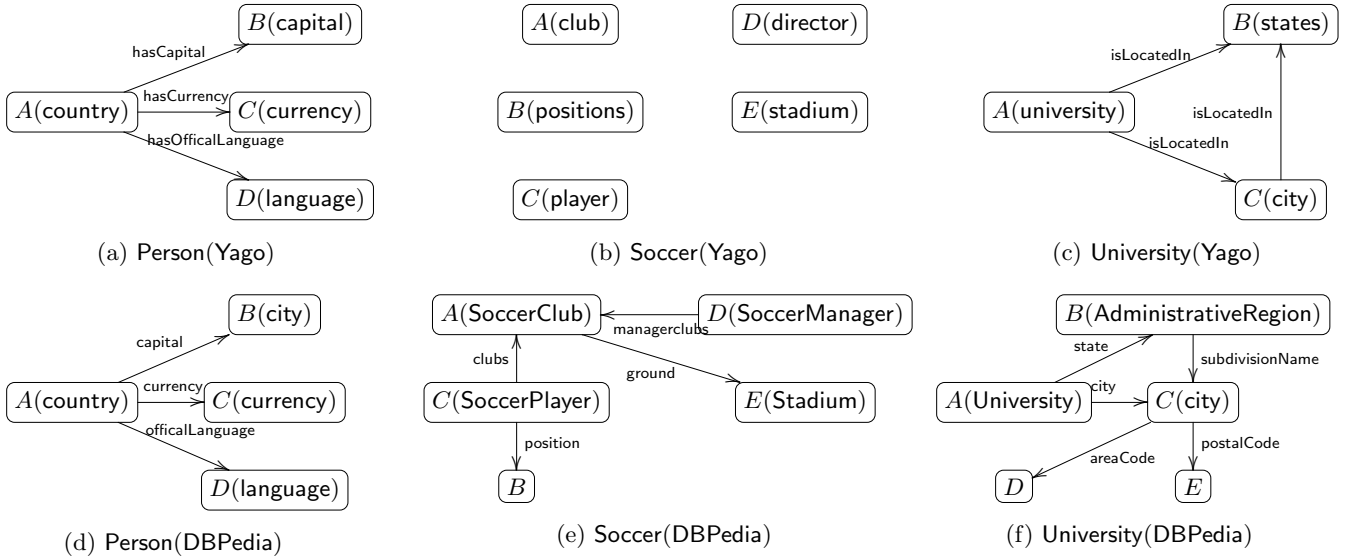 B(capital)
hasCapital
A(country)
hasCurrency
C(currency)
hasOfficalLanguage
D(language)
(a) Person(Yago)
A(club)
D(director)
B(positions)
E(stadium)
C(player)
(b) Soccer(Yago)
B(states)
isLocatedIn
A(university)
isLocatedIn
isLocatedIn
C(city)
(c) University(Yago)
B(city)
capital
A(country)
currency
C(currency)
officalLanguage
D(language)
(d) Person(DBPedia)
A(SoccerClub)
D(SoccerManager)
managerclubs
clubs
ground
C(SoccerPlayer)
E(Stadium)
position
B
(e) Soccer(DBPedia)
B(AdministrativeRegion)
state
subdivisionName
A(University)
city
C(city)
areaCode
postalCode
D
E
(f) University(DBPedia)